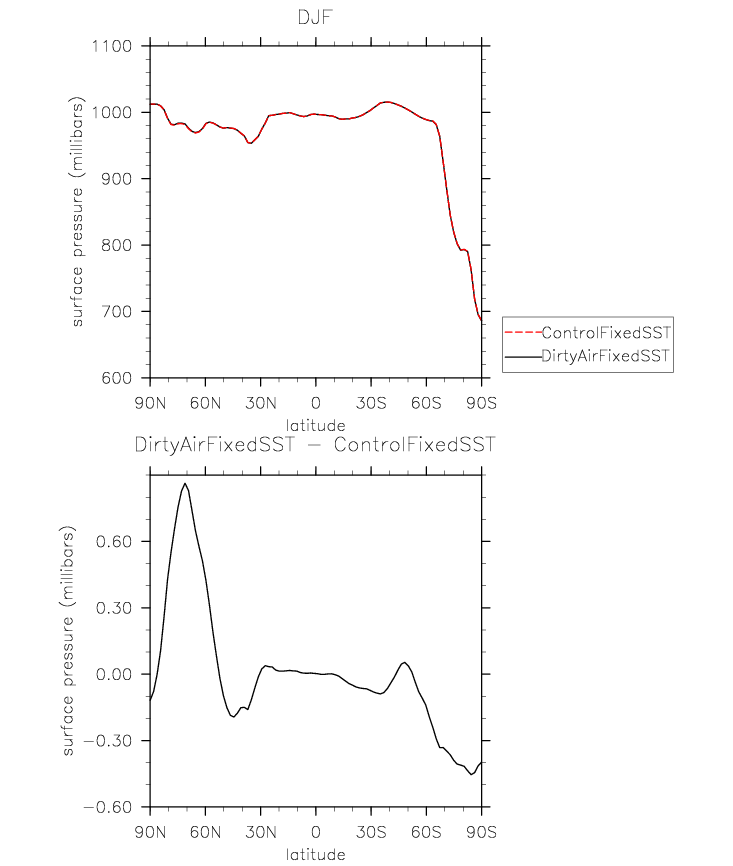 DJF
1100
1000
900
800
700
600
surface pressure (millibars)
90N 60N 30N 0 30S 60S 90S
latitude
ControlFixedSST
DirtyAirFixedSST
DirtyAirFixedSST − ControlFixedSST
0.60
0.30
0.00
−0.30
−0.60
surface pressure (millibars)
90N 60N 30N 0 30S 60S 90S
latitude